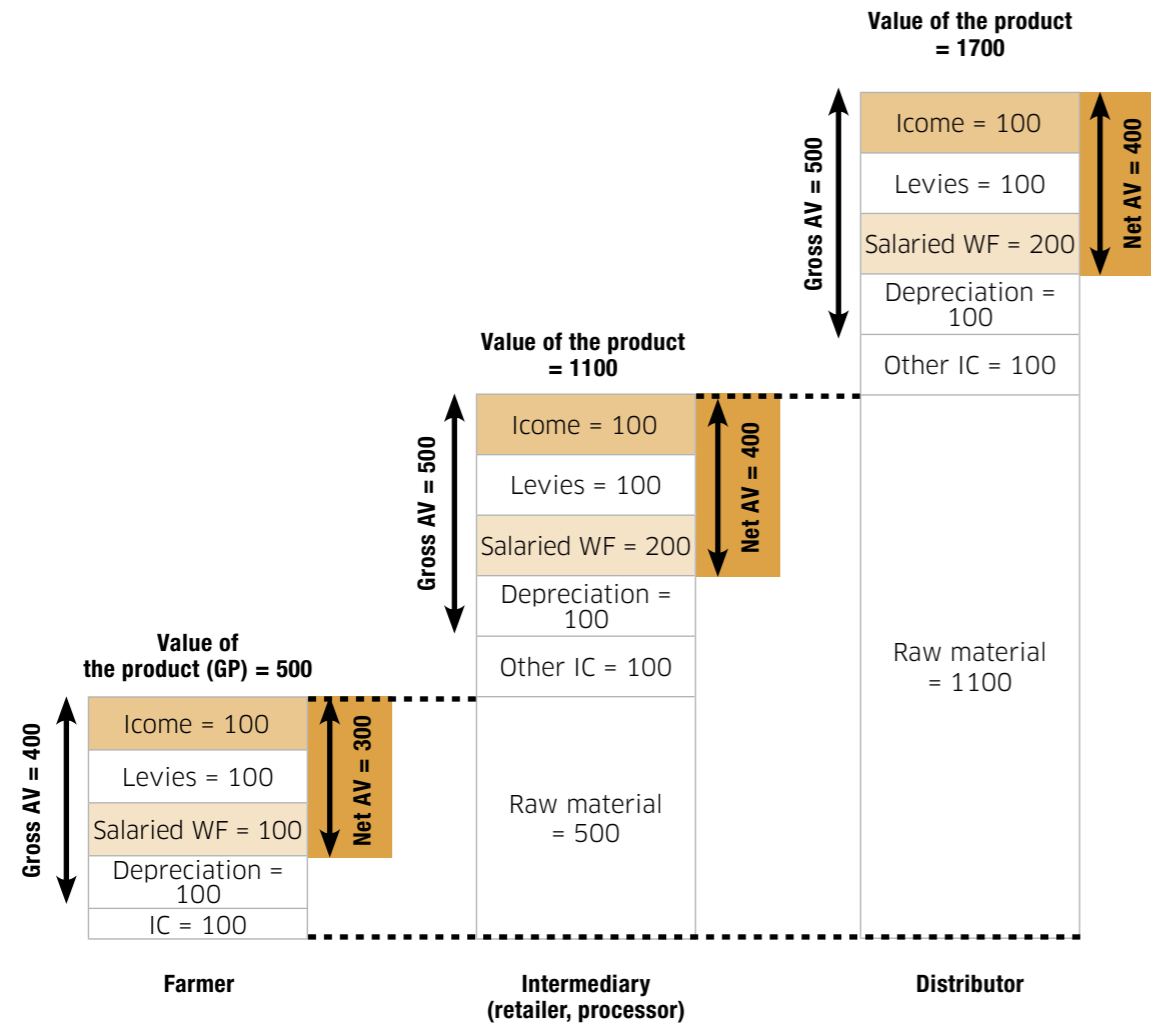 Value of the product
= 1700
Icome = 100
Levies = 100
Salaried WF = 200
Depreciation =
100
Other IC = 100
Raw material
= 1100
Gross AV = 500
Net AV = 400
Value of the product
= 1100
Icome = 100
Levies = 100
Salaried WF = 200
Depreciation =
100
Other IC = 100
Raw material
= 500
Gross AV = 500
Net AV = 400
Value of
the product (GP) = 500
Icome = 100
Levies = 100
Salaried WF = 100
Depreciation =
100
IC = 100
Gross AV = 400
Net AV = 300
Farmer
Intermediary
(retailer, processor)
Distributor